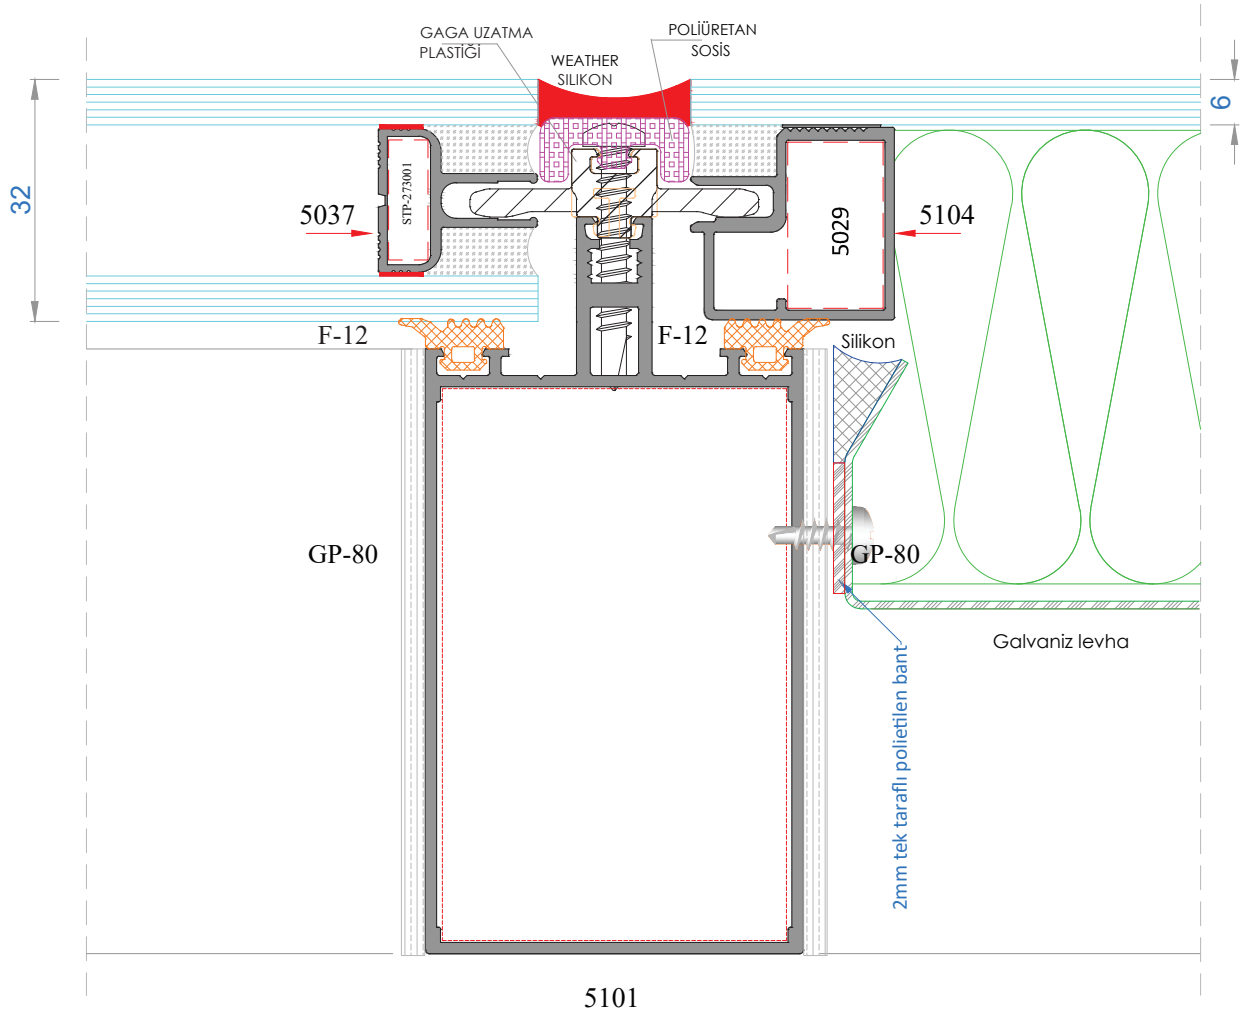 GAGA UZATMA
PLASTİĞİ
WEATHER
SILIKON
POLİÜRETAN
SOSİS
6
32
STP-273001
5037
5029
5104
F-12
F-12
Silikon
GP-80
GP-80
Galvaniz levha
2mm tek taraflı polietilen bant
5101